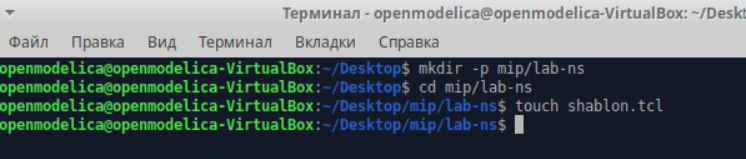 Терминал - openmodelica@openmodelica-VirtualBox: ~/Deskt
Файл Правка Вид Терминал Вкладки Справка
openmodelica@openmodelica-VirtualBox:~/Desktop$ mkdir -p mip/lab-ns
openmodelica@openmodelica-VirtualBox:~/Desktop$ cd mip/lab-ns
openmodelica@openmodelica-VirtualBox:~/Desktop/mip/lab-ns$ touch shablon.tcl
openmodelica@openmodelica-VirtualBox:~/Desktop/mip/lab-ns$